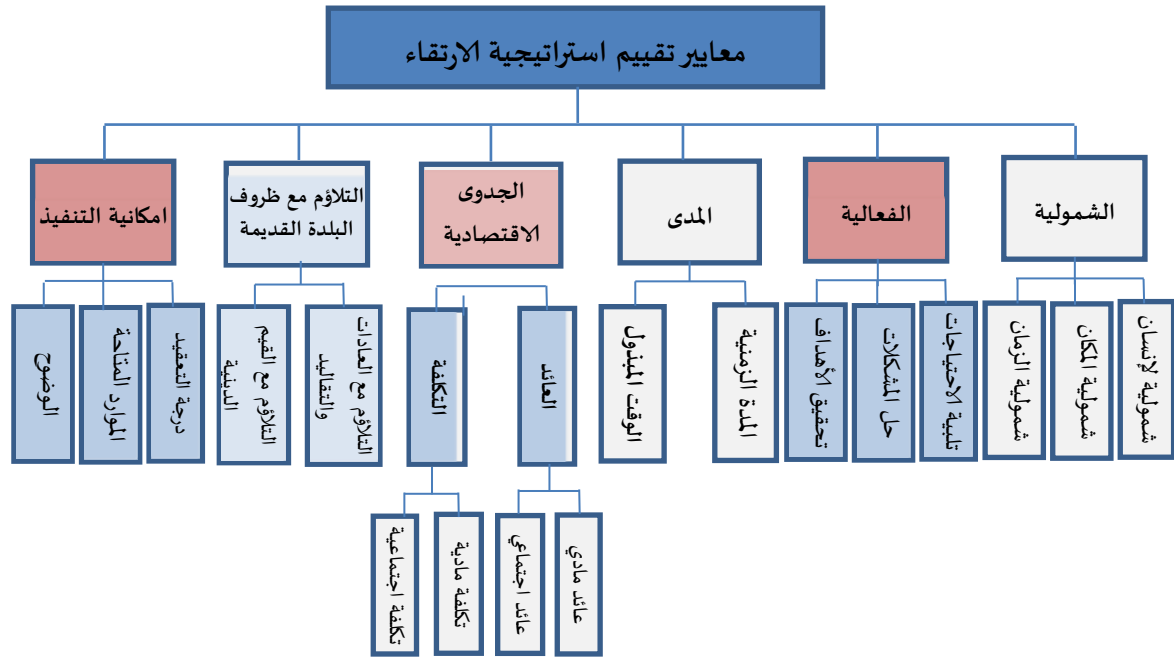 معايير تقييم استراتيجية الارتقاء
الشمولية
الفعالية
المدى
الجدوى
الاقتصادية
التلاؤم مع ظروف
البلدة القديمة
امكانية التنفيذ
شمولية لإنسان
شمولية المكان
شمولية الزمان
تلبية الاحتياجات
حل المشكلات
تحقيق الأهداف
المدة الزمنية
الوقت المبذول
العائد
التكلفة
التلاؤم مع العادات
والتقاليد
التلاؤم مع القيم
الدينية
درجة التعقيد
الموارد المتاحة
الوضوح
عائد مادي
عائد اجتماعي
تكلفة مادية
تكلفة اجتماعية